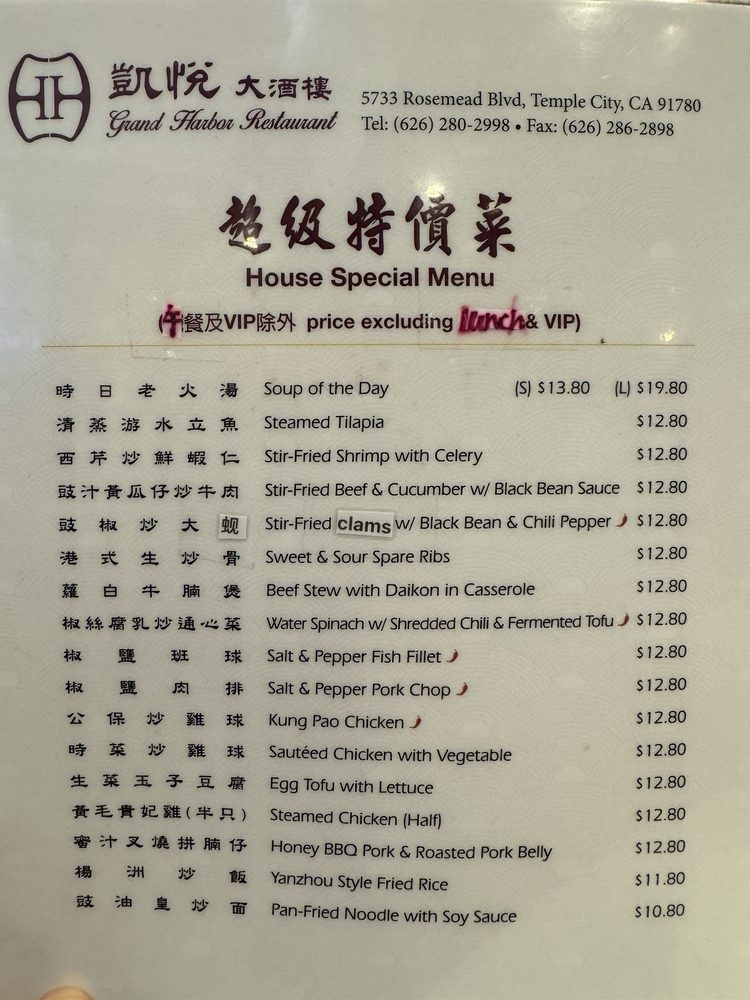 凱悅 大酒樓
Grand Harbor Restaurant
5733 Rosemead Blvd, Temple City, CA 91780
Tel: (626) 280-2998 • Fax: (626) 286-2898
超级特價菜
House Special Menu
(午餐及VIP除外 price excluding lunch & VIP)
時日老火湯 Soup of the Day (S) $13.80 (L) $19.80
清蒸游水立魚 Steamed Tilapia $12.80
西芹炒鮮蝦仁 Stir-Fried Shrimp with Celery $12.80
豉汁黃瓜仔炒牛肉 Stir-Fried Beef & Cucumber w/ Black Bean Sauce $12.80
豉椒炒大蚬 Stir-Fried clams w/ Black Bean & Chili Pepper $12.80
港式生炒骨 Sweet & Sour Spare Ribs $12.80
蘿白牛腩煲 Beef Stew with Daikon in Casserole $12.80
椒絲腐乳炒通心菜 Water Spinach w/ Shredded Chili & Fermented Tofu $12.80
椒鹽班球 Salt & Pepper Fish Fillet $12.80
椒鹽肉排 Salt & Pepper Pork Chop $12.80
公保炒雞球 Kung Pao Chicken $12.80
時菜炒雞球 Sautéed Chicken with Vegetable $12.80
生菜玉子豆腐 Egg Tofu with Lettuce $12.80
黃毛貴妃雞(半只) Steamed Chicken (Half) $12.80
蜜汁叉燒拼腩仔 Honey BBQ Pork & Roasted Pork Belly $12.80
楊洲炒飯 Yanzhou Style Fried Rice $11.80
豉油皇炒面 Pan-Fried Noodle with Soy Sauce $10.80